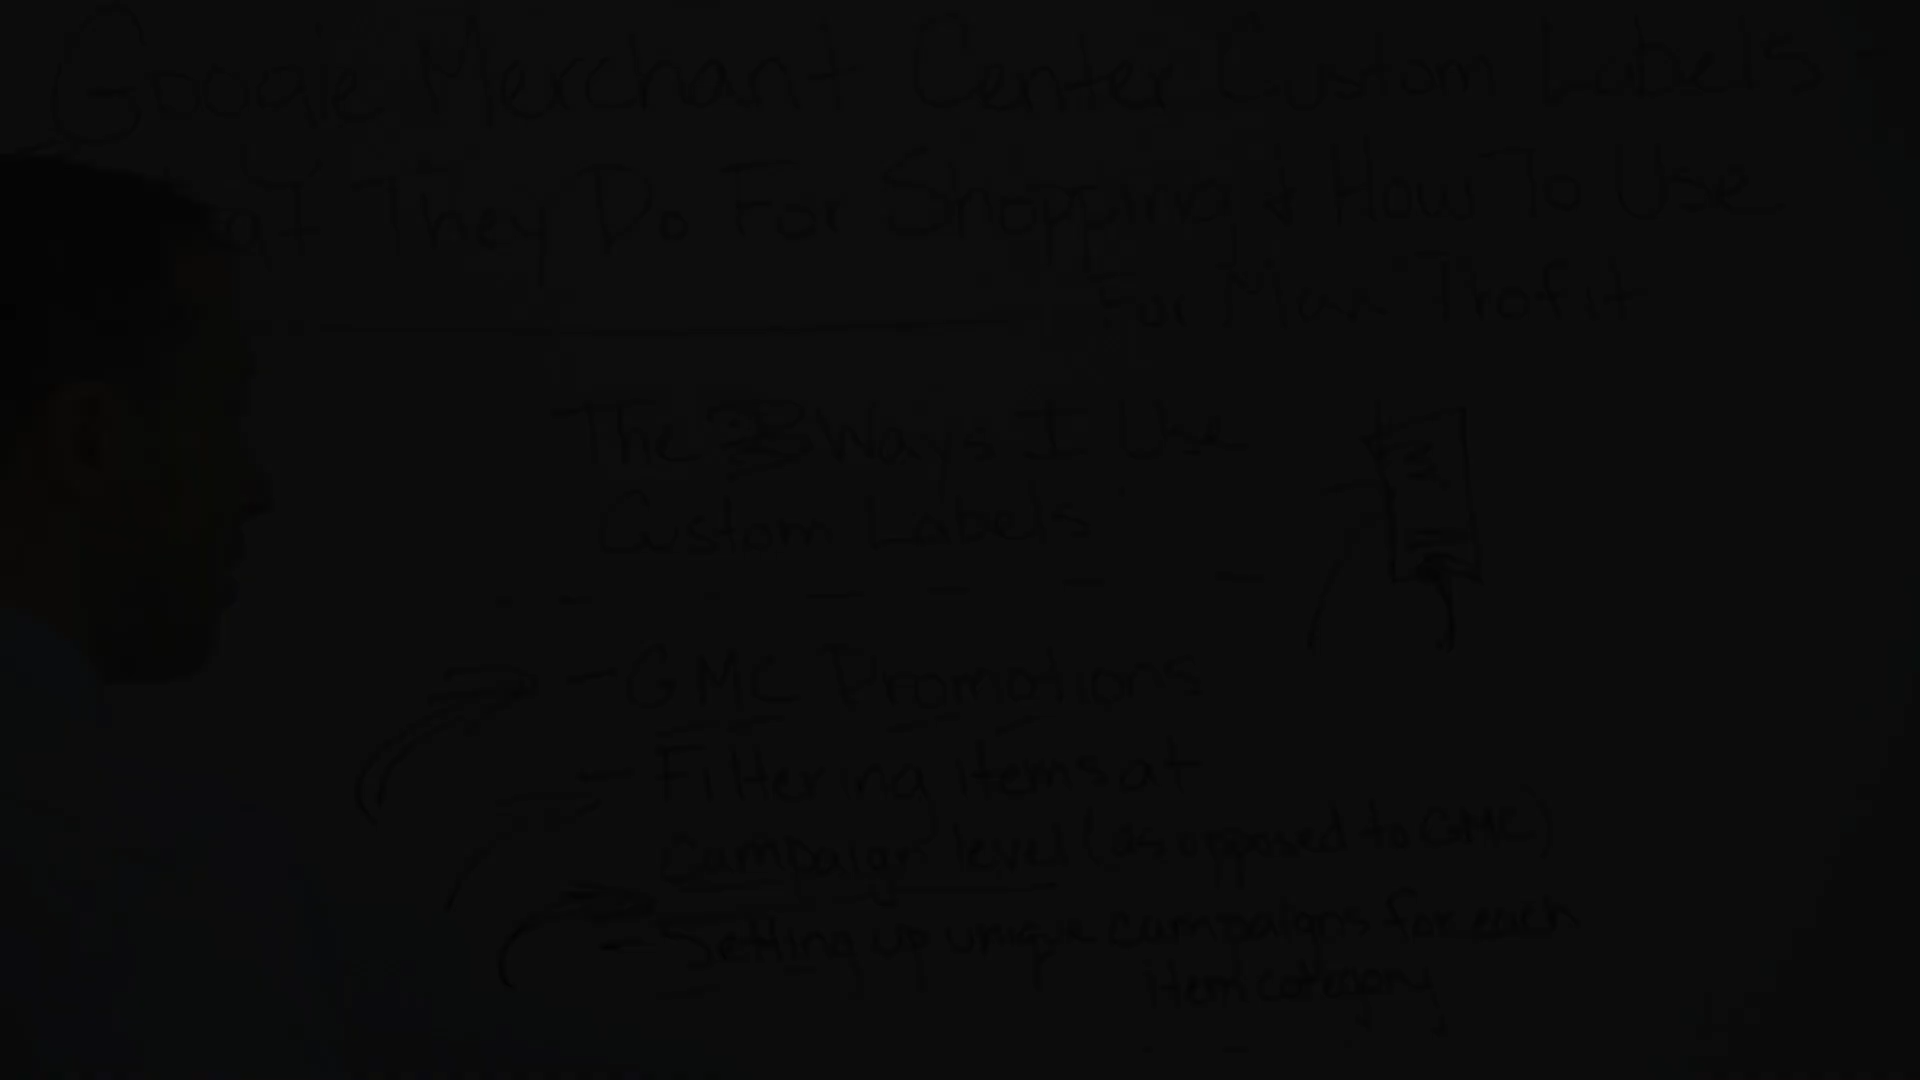 Google Merchant Center Custom Labels
at They Do For Shopping & How To Use
For Max Profit
The Ways I Use
Custom Labels
- GMC Promotions
- Filtering items at
campaign level (as opposed to GMC)
- Setting up unique campaigns for each
item category